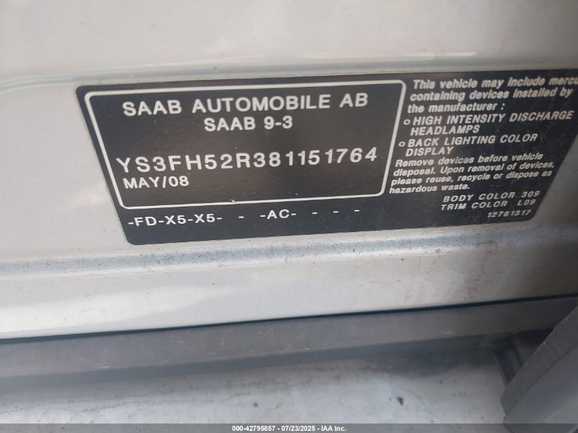 SAAB AUTOMOBILE AB
SAAB 9-3
YS3FH52R381151764
MAY/08
-FD-X5-X5- - -AC- - - -
This vehicle may include mercu
containing devices installed by
the manufacturer :
o HIGH INTENSITY DISCHARGE
HEADLAMPS
o BACK LIGHTING COLOR
DISPLAY
Remove devices before vehicle
disposal. Upon removal of devices,
please reuse, recycle or dispose as
hazardous waste.
BODY COLOR 309
TRIM COLOR L09
12781317
000-42795857 - 07/23/2025 - IAA Inc.